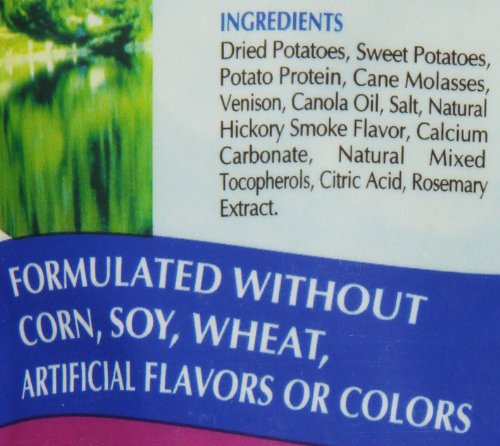 INGREDIENTS
Dried Potatoes, Sweet Potatoes,
Potato Protein, Cane Molasses,
Venison, Canola Oil, Salt, Natural
Hickory Smoke Flavor, Calcium
Carbonate, Natural Mixed
Tocopherols, Citric Acid, Rosemary
Extract.
FORMULATED WITHOUT
CORN, SOY, WHEAT,
ARTIFICIAL FLAVORS OR COLORS